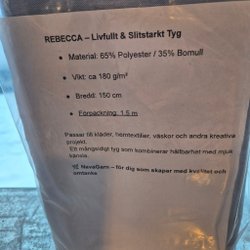 REBECCA – Livfullt & Slitstarkt Tyg
• Material: 65% Polyester / 35% Bomull
• Vikt: ca 180 g/m²
• Bredd: 150 cm
• Förpackning: 1,5 m
Passar till kläder, hemtextilier, väskor och andra kreativa
projekt.
Ett mångsidigt tyg som kombinerar hållbarhet med mjuk
känsla.
NevaGarn – för dig som skapar med kvalitet och
omtanke